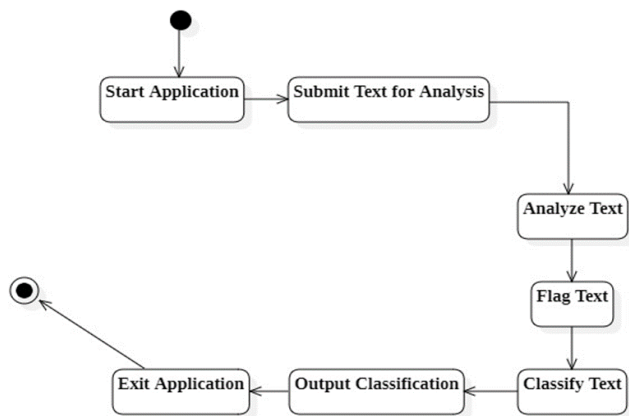 Start Application
Submit Text for Analysis
Analyze Text
Flag Text
Classify Text
Output Classification
Exit Application